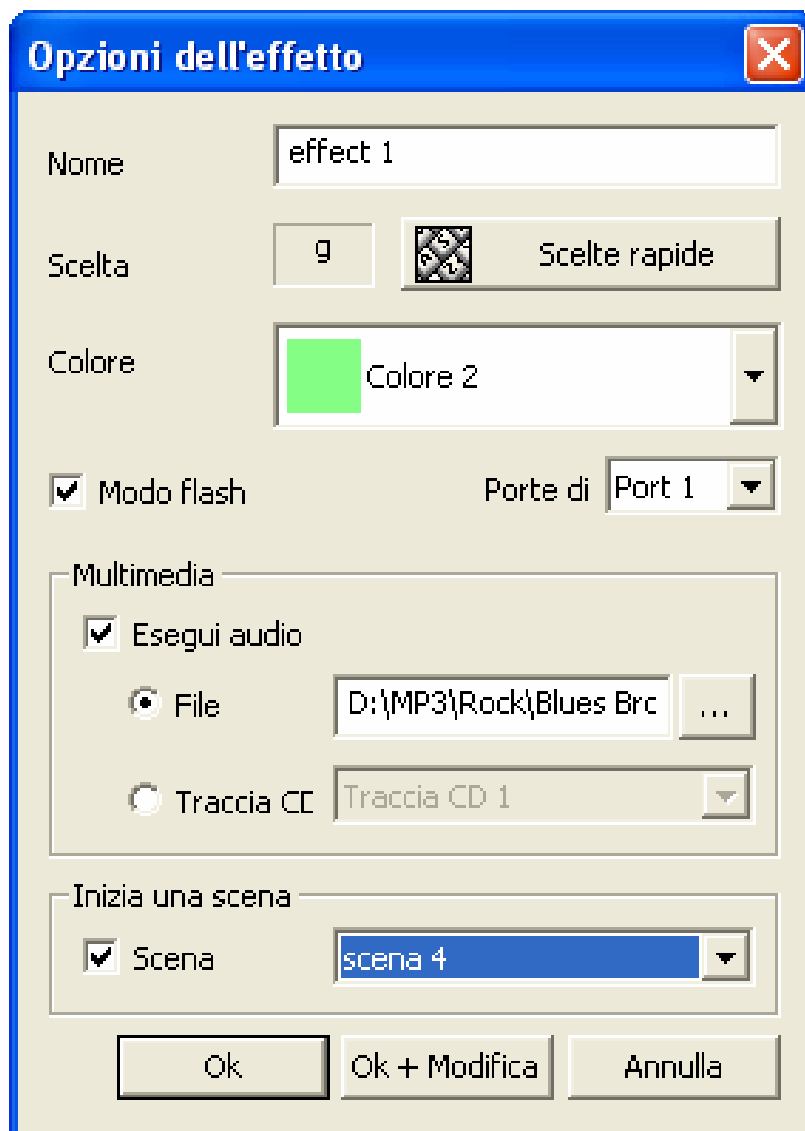 Opzioni dell'effetto
Nome effect 1
Scelta g Scelte rapide
Colore Colore 2
Modo flash Porte di Port 1
Multimedia
Esegui audio
File D:\MP3\Rock\Blues Brc ...
Traccia CD Traccia CD 1
Inizia una scena
Scena scena 4
Ok Ok + Modifica Annulla